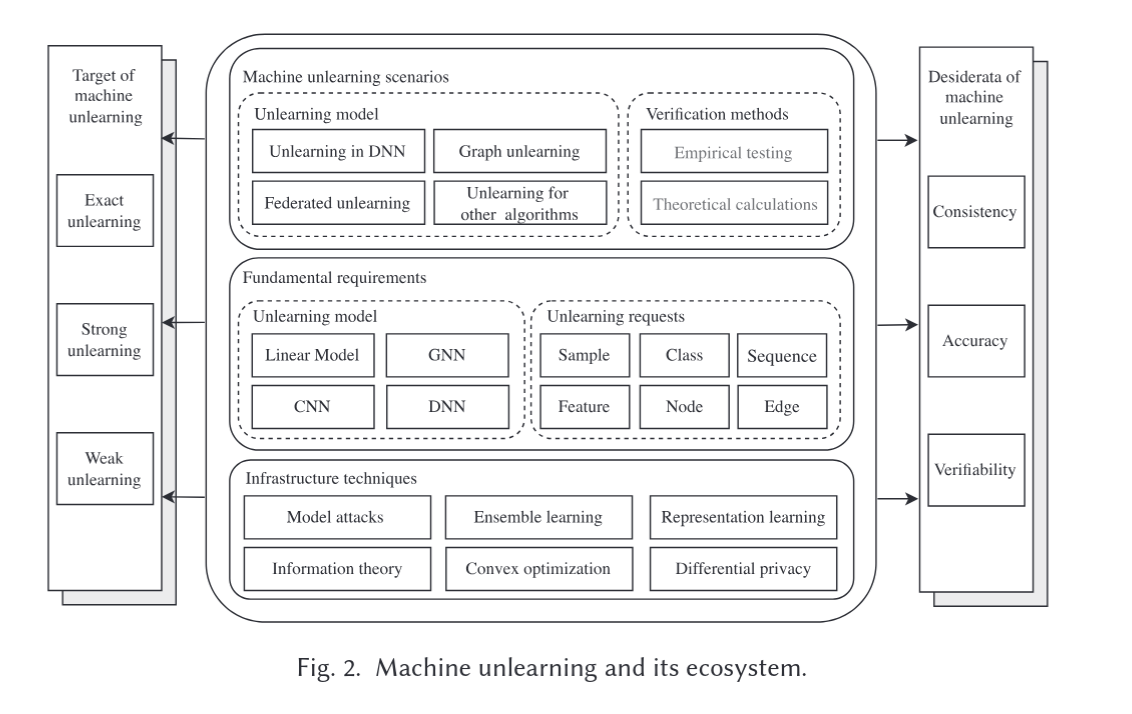 Target of
machine
unlearning
Exact
unlearning
Strong
unlearning
Weak
unlearning
Machine unlearning scenarios
Unlearning model
Unlearning in DNN
Graph unlearning
Federated unlearning
Unlearning for
other algorithms
Verification methods
Empirical testing
Theoretical calculations
Fundamental requirements
Unlearning model
Linear Model
GNN
CNN
DNN
Unlearning requests
Sample
Class
Sequence
Feature
Node
Edge
Infrastructure techniques
Model attacks
Ensemble learning
Representation learning
Information theory
Convex optimization
Differential privacy
Desiderata of
machine
unlearning
Consistency
Accuracy
Verifiability
Fig. 2. Machine unlearning and its ecosystem.